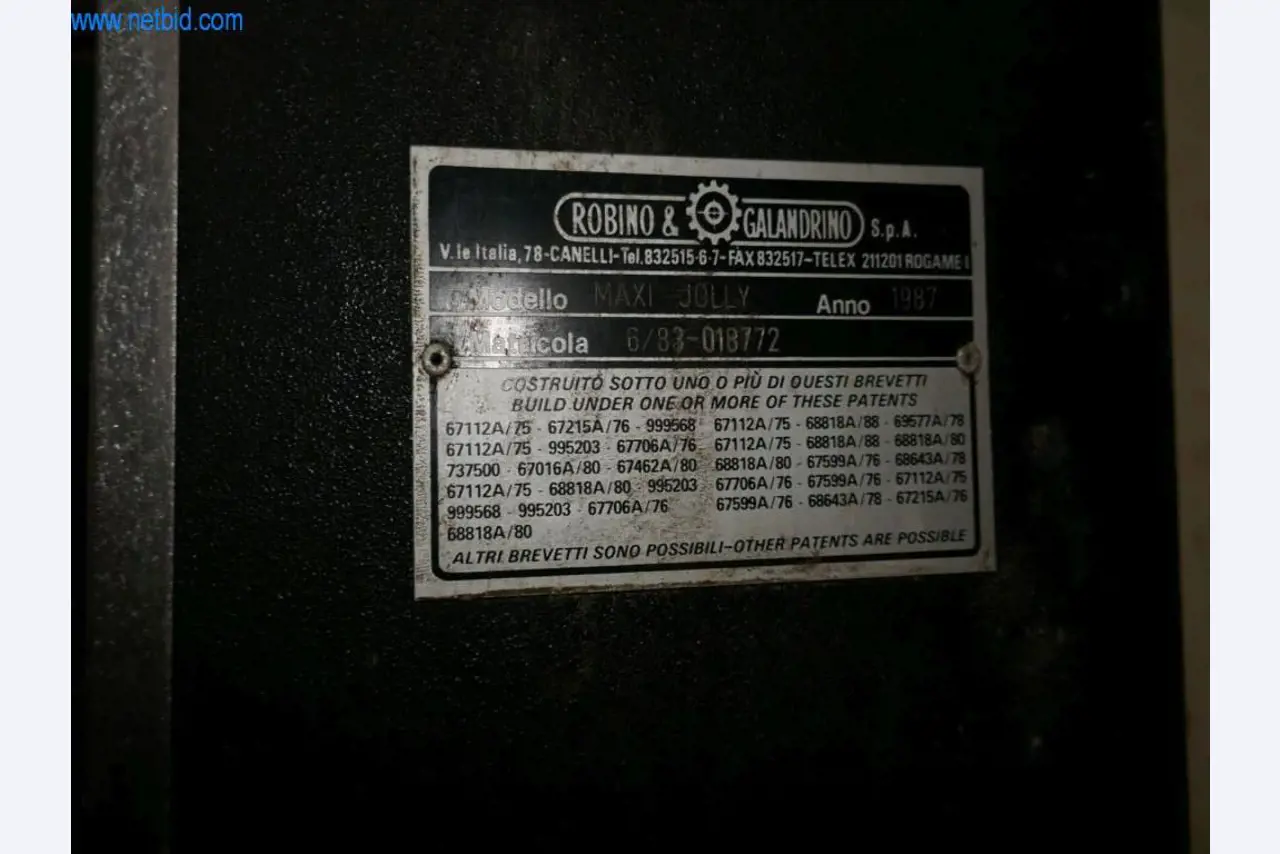 www.netbid.com
ROBINO & GALANDRINO S.p.A.
V.le Italia, 78-CANELLI-Tel. 832515-6-7-FAX 832517-TELEX 211201 ROGAME I
Modello MAXI JOLLY Anno 1987
Matricola 6/83-018772
COSTRUITO SOTTO UNO O PIÙ DI QUESTI BREVETTI
BUILD UNDER ONE OR MORE OF THESE PATENTS
67112A/75 - 67215A/76 - 999568 67112A/75 - 68818A/88 - 69577A/78
67112A/75 - 995203 - 67706A/76 67112A/75 - 68818A/88 - 68818A/80
737500 - 67016A/80 - 67462A/80 68818A/80 - 67599A/76 - 68643A/78
67112A/75 - 68818A/80 - 995203 67706A/76 - 67599A/76 - 67112A/75
999568 - 995203 - 67706A/76 67599A/76 - 68643A/78 - 67215A/76
68818A/80
ALTRI BREVETTI SONO POSSIBILI-OTHER PATENTS ARE POSSIBLE